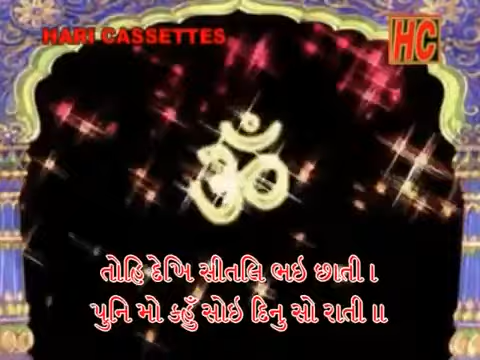 HARI CASSETTES
HC
તોહિ દેખિ સીતલિ ભઇ છાતી ।
પુનિ મો કહુઁ સોઇ દિનુ સો રાતી ॥